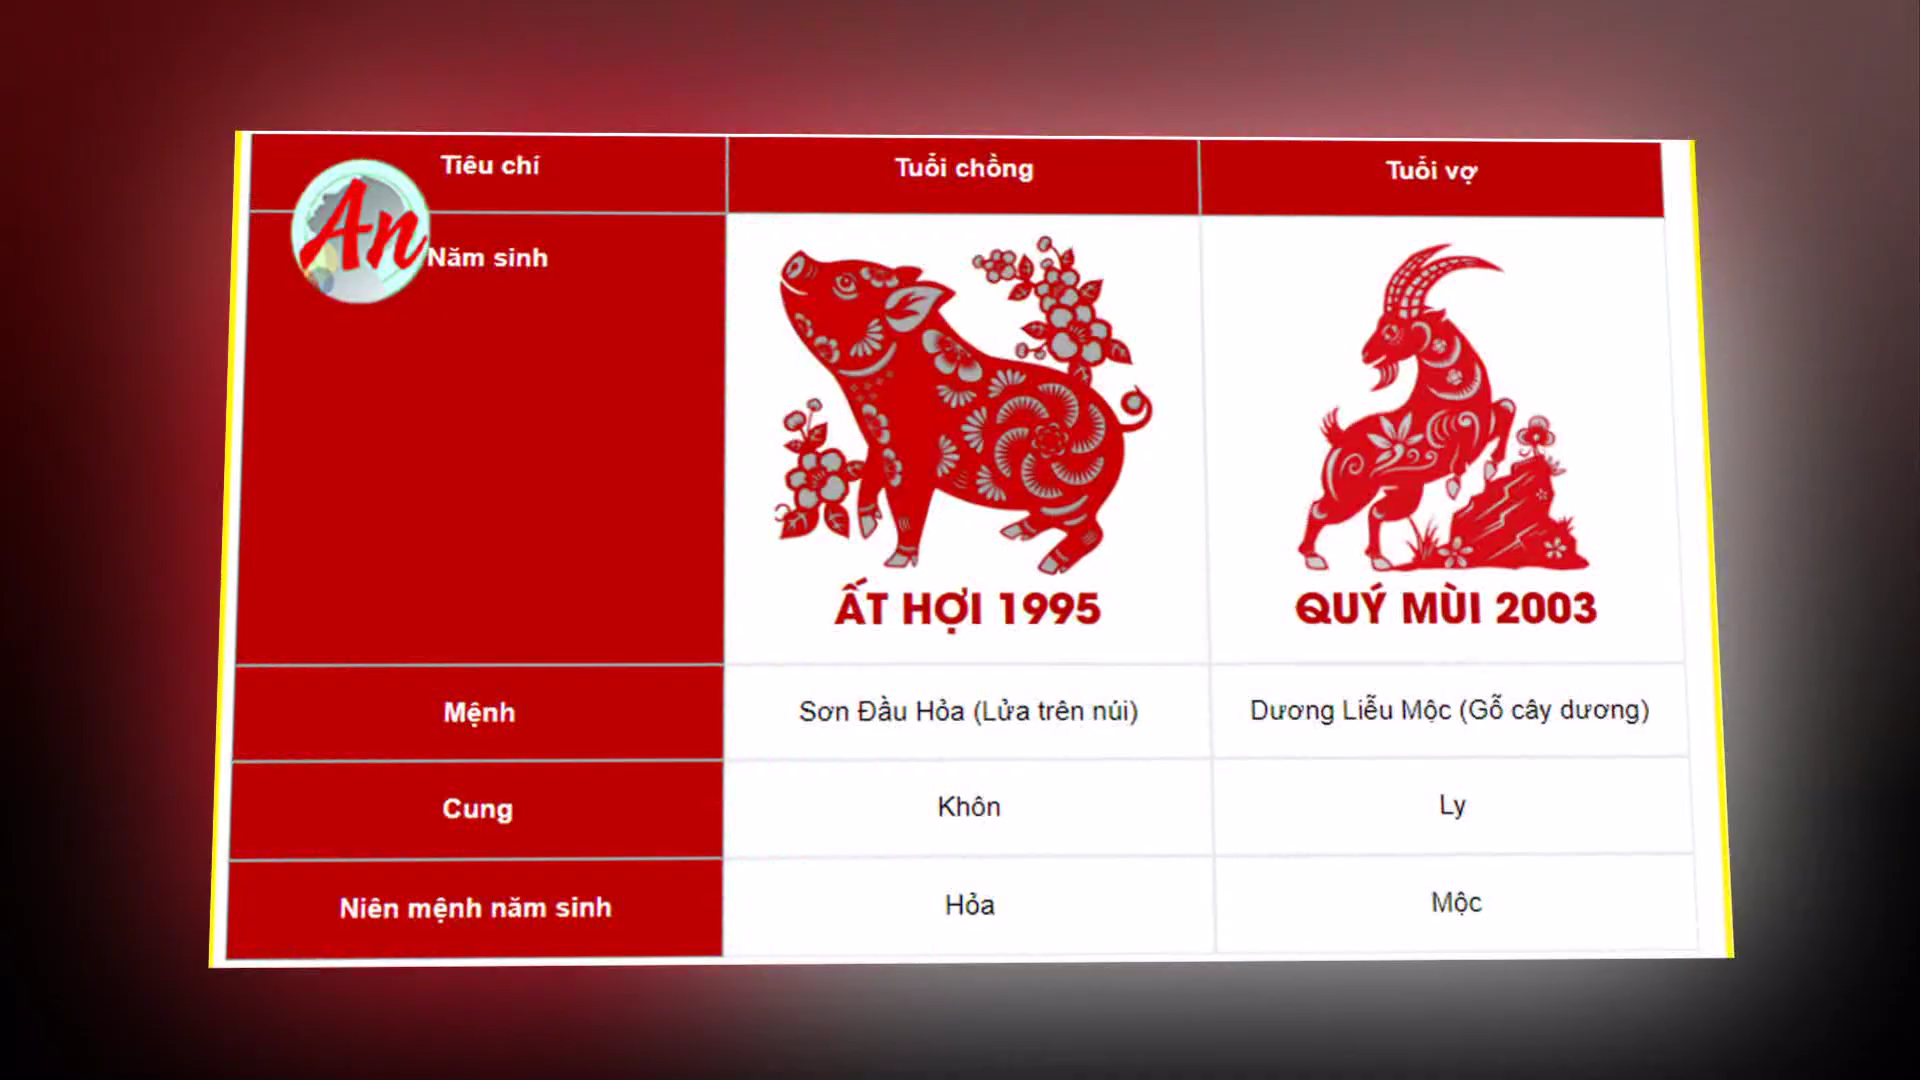 Tiêu chí
Tuổi chồng
Tuổi vợ
An
Năm sinh
ẤT HỢI 1995
QUÝ MÙI 2003
Mệnh
Sơn Đầu Hỏa (Lửa trên núi)
Dương Liễu Mộc (Gỗ cây dương)
Cung
Khôn
Ly
Niên mệnh năm sinh
Hỏa
Mộc